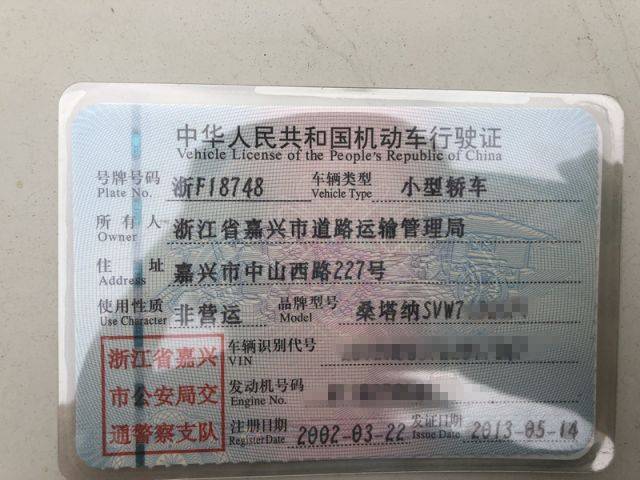 中华人民共和国机动车行驶证
Vehicle License of the People's Republic of China
号牌号码 浙F18748 车辆类型 小型轿车
Plate No. Vehicle Type
所有人 浙江省嘉兴市道路运输管理局
Owner
住址 嘉兴市中山西路227号
Address
使用性质 非营运 品牌型号 桑塔纳SVW7
Use Character Model
浙江省嘉兴
市公安局交
通警察支队
车辆识别代号
VIN
发动机号码
Engine No.
注册日期 2002-03-22 发证日期 2013-05-14
Register Date Issue Date